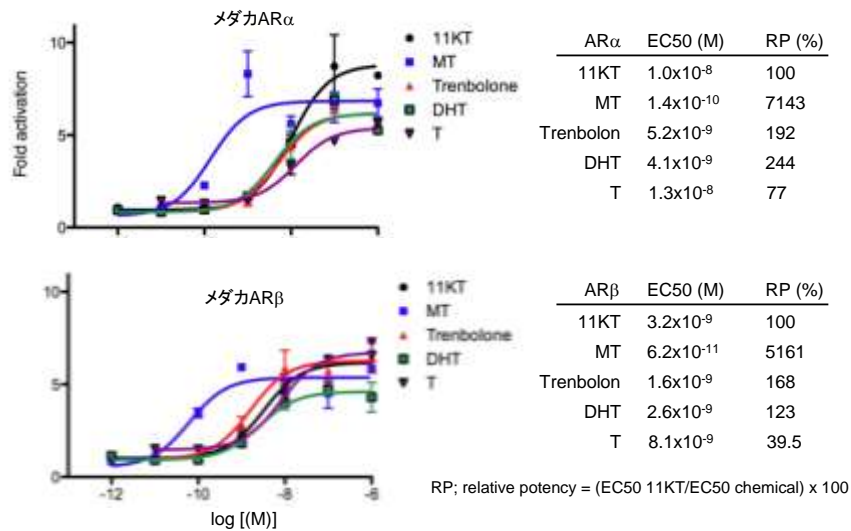 メダカARα
10
5
0
Fold activation
11KT
MT
Trenbolone
DHT
T
ARα EC50 (M) RP (%)
11KT 1.0x10⁻⁸ 100
MT 1.4x10⁻¹⁰ 7143
Trenbolon 5.2x10⁻⁹ 192
DHT 4.1x10⁻⁹ 244
T 1.3x10⁻⁸ 77
メダカARβ
10
5
0
-12 -10 -8 -6
log [(M)]
11KT
MT
Trenbolone
DHT
T
ARβ EC50 (M) RP (%)
11KT 3.2x10⁻⁹ 100
MT 6.2x10⁻¹¹ 5161
Trenbolon 1.6x10⁻⁹ 168
DHT 2.6x10⁻⁹ 123
T 8.1x10⁻⁹ 39.5
RP; relative potency = (EC50 11KT/EC50 chemical) x 100